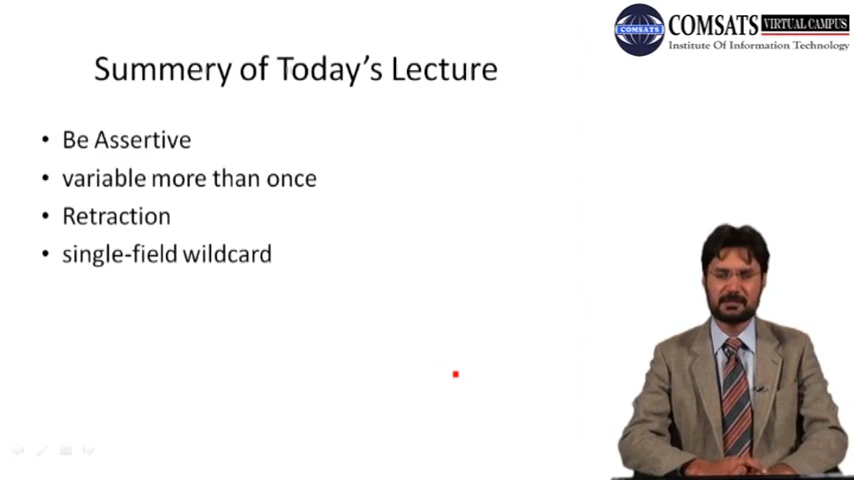 COMSATS VIRTUAL CAMPUS
COMSATS
Institute Of Information Technology
Summery of Today's Lecture
• Be Assertive
• variable more than once
• Retraction
• single-field wildcard